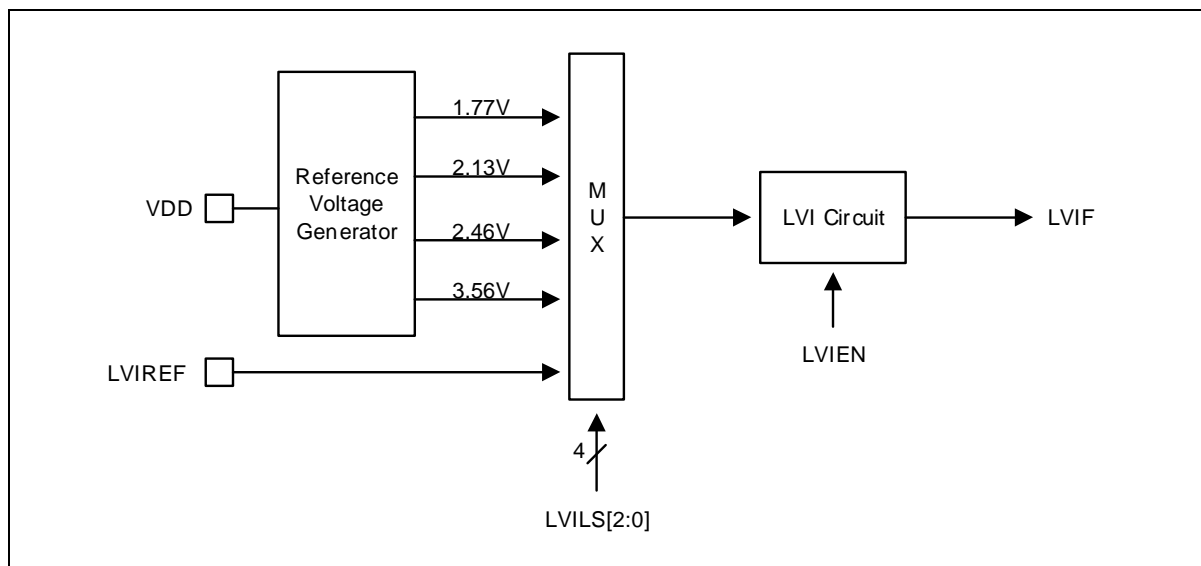 1.77V
2.13V
2.46V
3.56V
VDD
Reference
Voltage
Generator
LVIREF
M
U
X
LVI Circuit
LVIF
LVIEN
4
LVILS[2:0]